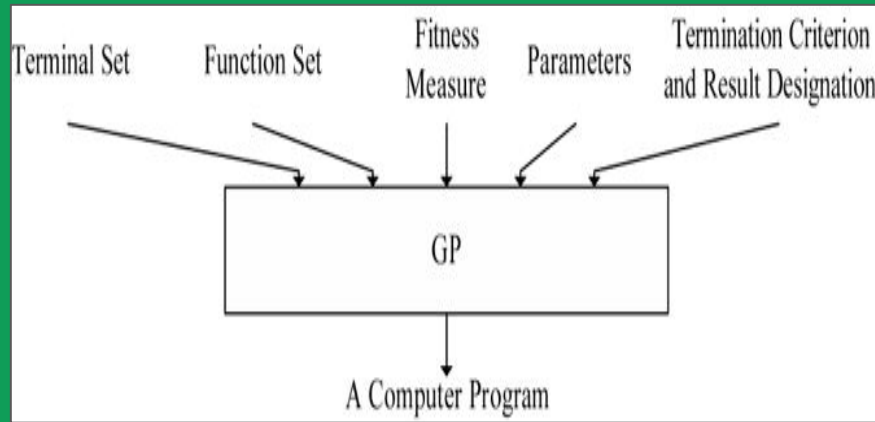 Terminal Set
Function Set
Fitness
Measure
Parameters
Termination Criterion
and Result Designation
GP
A Computer Program